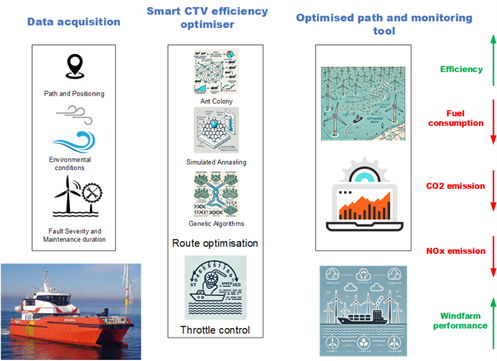 Data acquisition
Path and Positioning
Environmental
conditions
Fault Severity and
Maintenance duration
Smart CTV efficiency
optimiser
Ant Colony
Simulated Annaeling
Genetic Algorithms
Route optimisation
Throttle control
Optimised path and monitoring
tool
Efficiency
Fuel
consumption
CO2 emission
NOx emission
Windfarm
performance